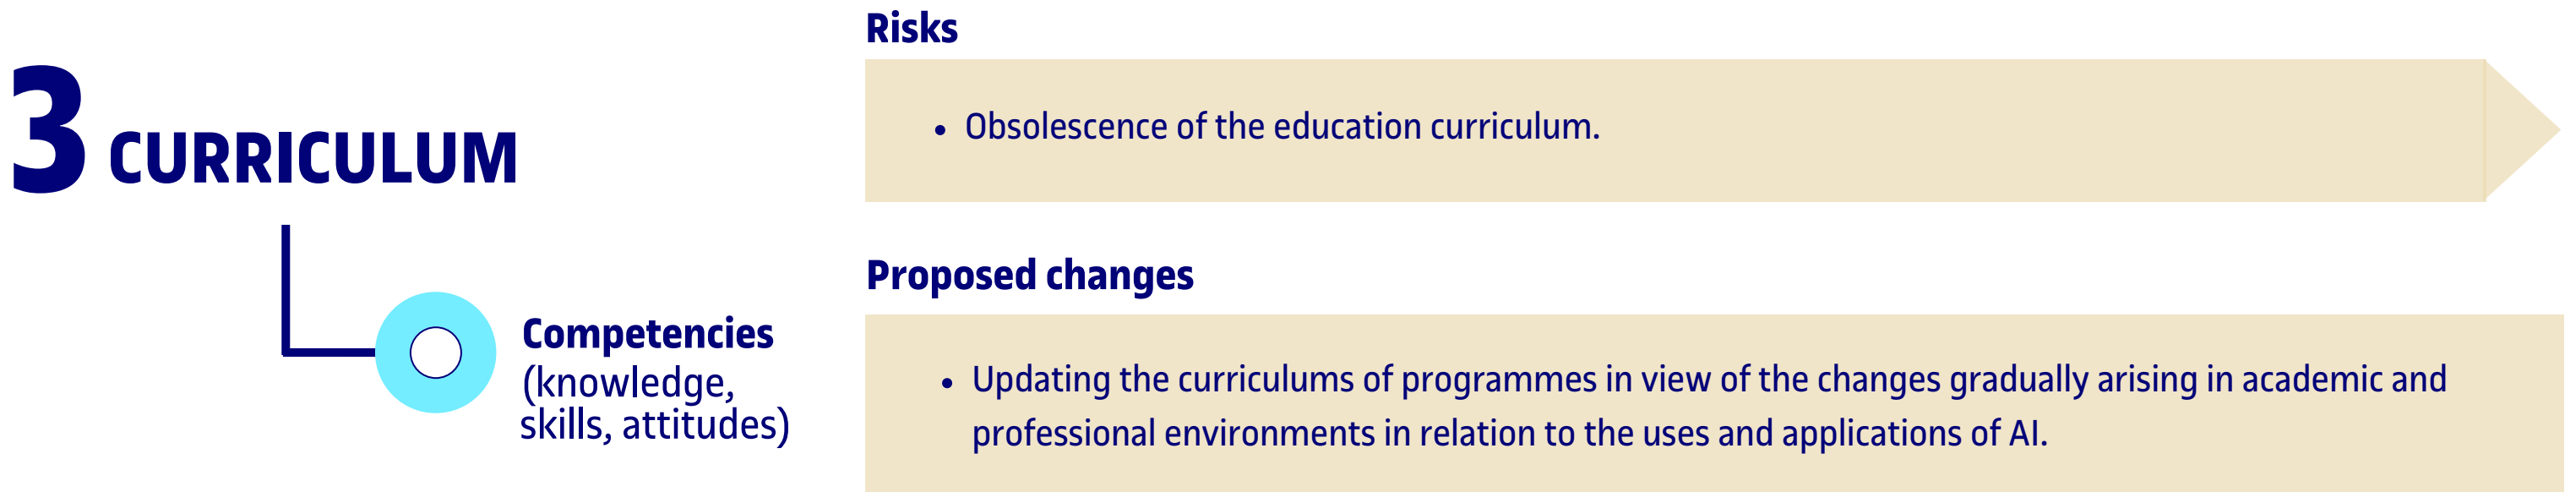 3 CURRICULUM
Competencies
(knowledge,
skills, attitudes)
Risks
• Obsolescence of the education curriculum.
Proposed changes
• Updating the curriculums of programmes in view of the changes gradually arising in academic and
professional environments in relation to the uses and applications of AI.